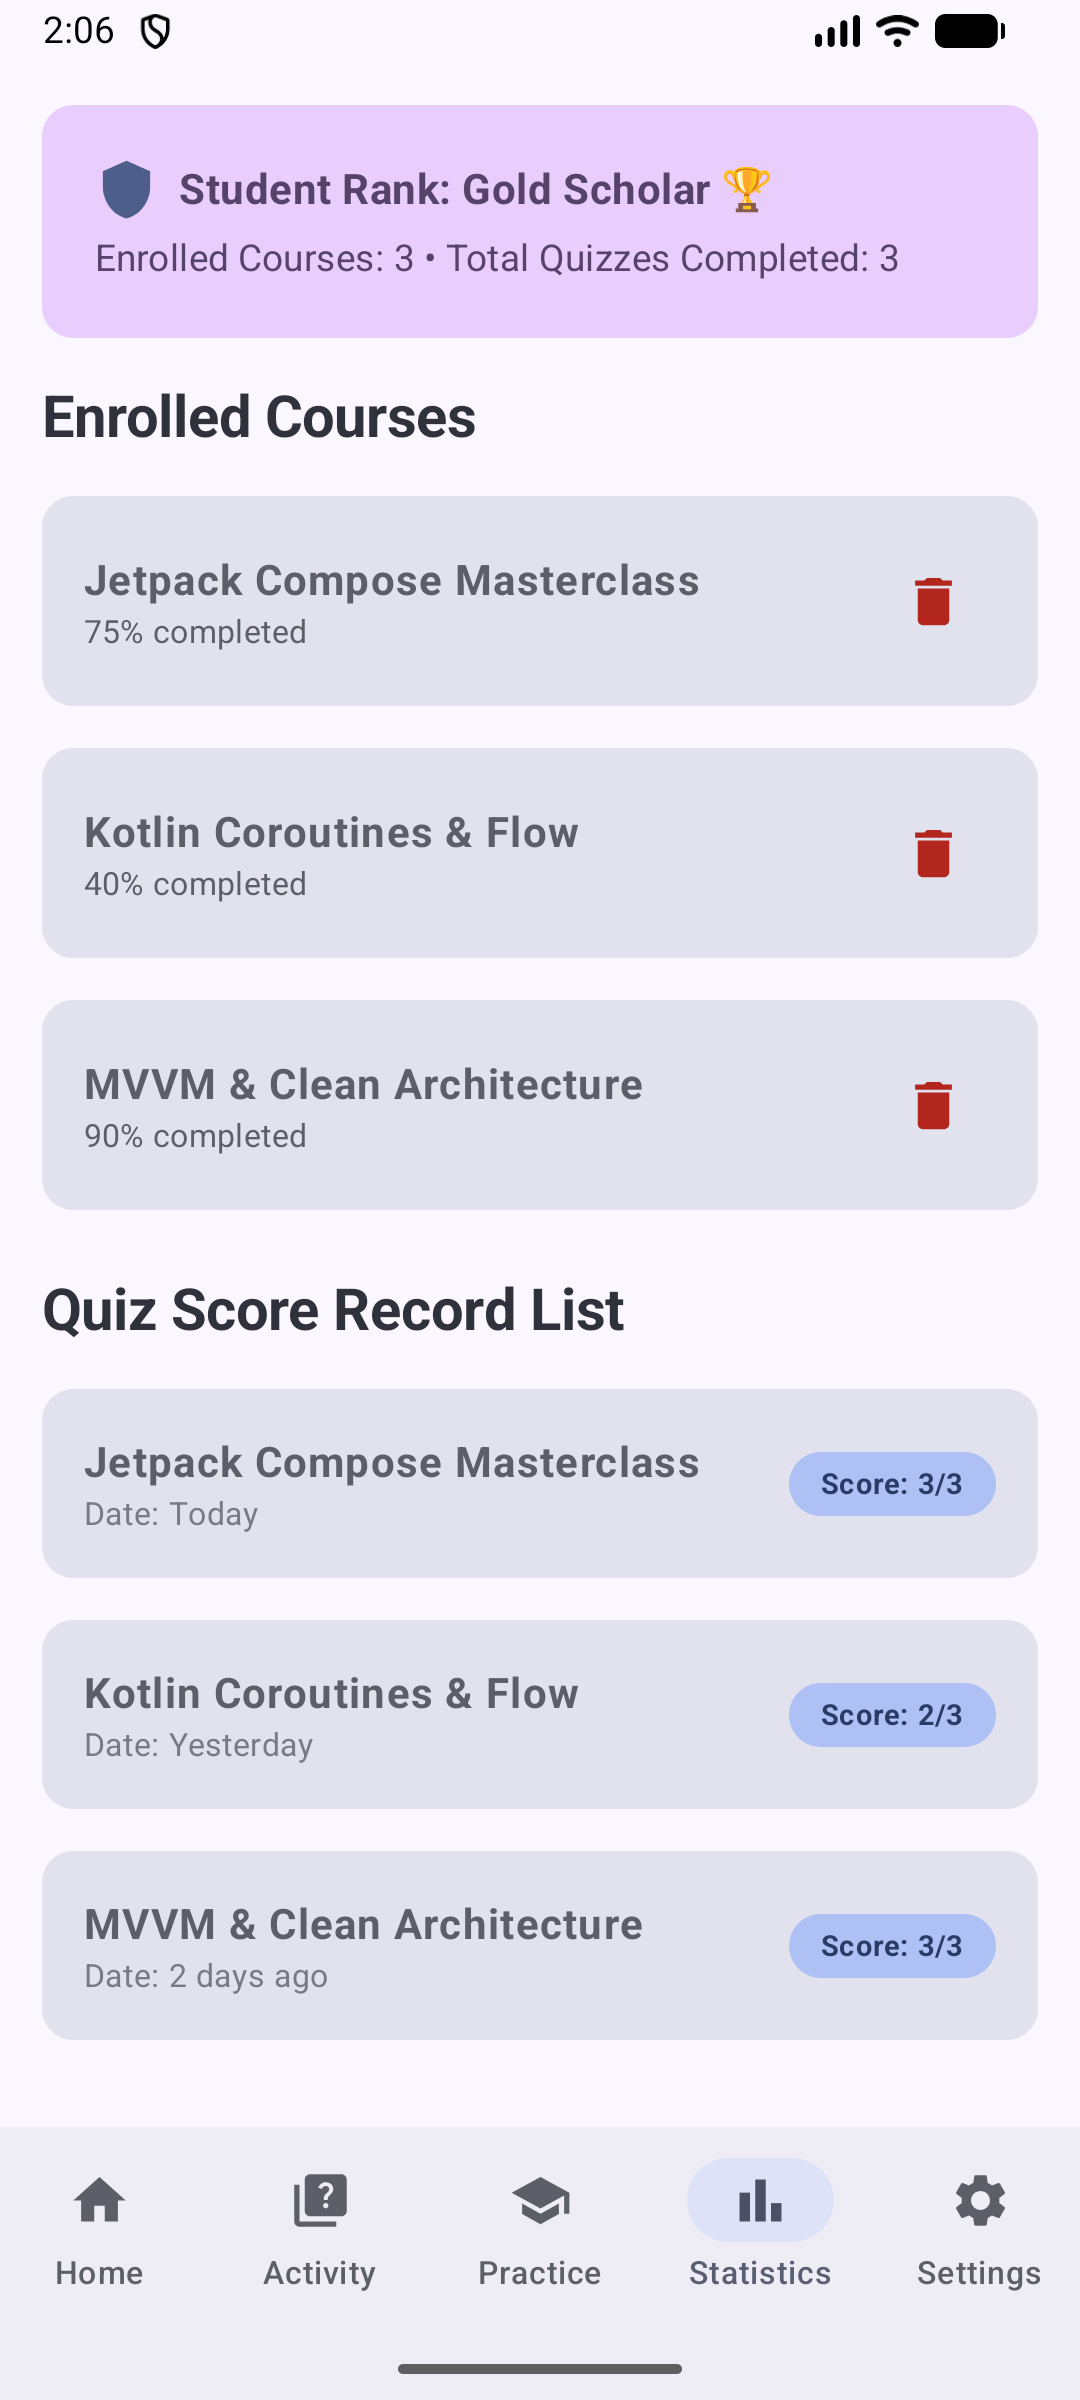 2:06
Student Rank: Gold Scholar 🏆
Enrolled Courses: 3 • Total Quizzes Completed: 3
Enrolled Courses
Jetpack Compose Masterclass
75% completed
Kotlin Coroutines & Flow
40% completed
MVVM & Clean Architecture
90% completed
Quiz Score Record List
Jetpack Compose Masterclass
Date: Today
Score: 3/3
Kotlin Coroutines & Flow
Date: Yesterday
Score: 2/3
MVVM & Clean Architecture
Date: 2 days ago
Score: 3/3
Home
Activity
Practice
Statistics
Settings